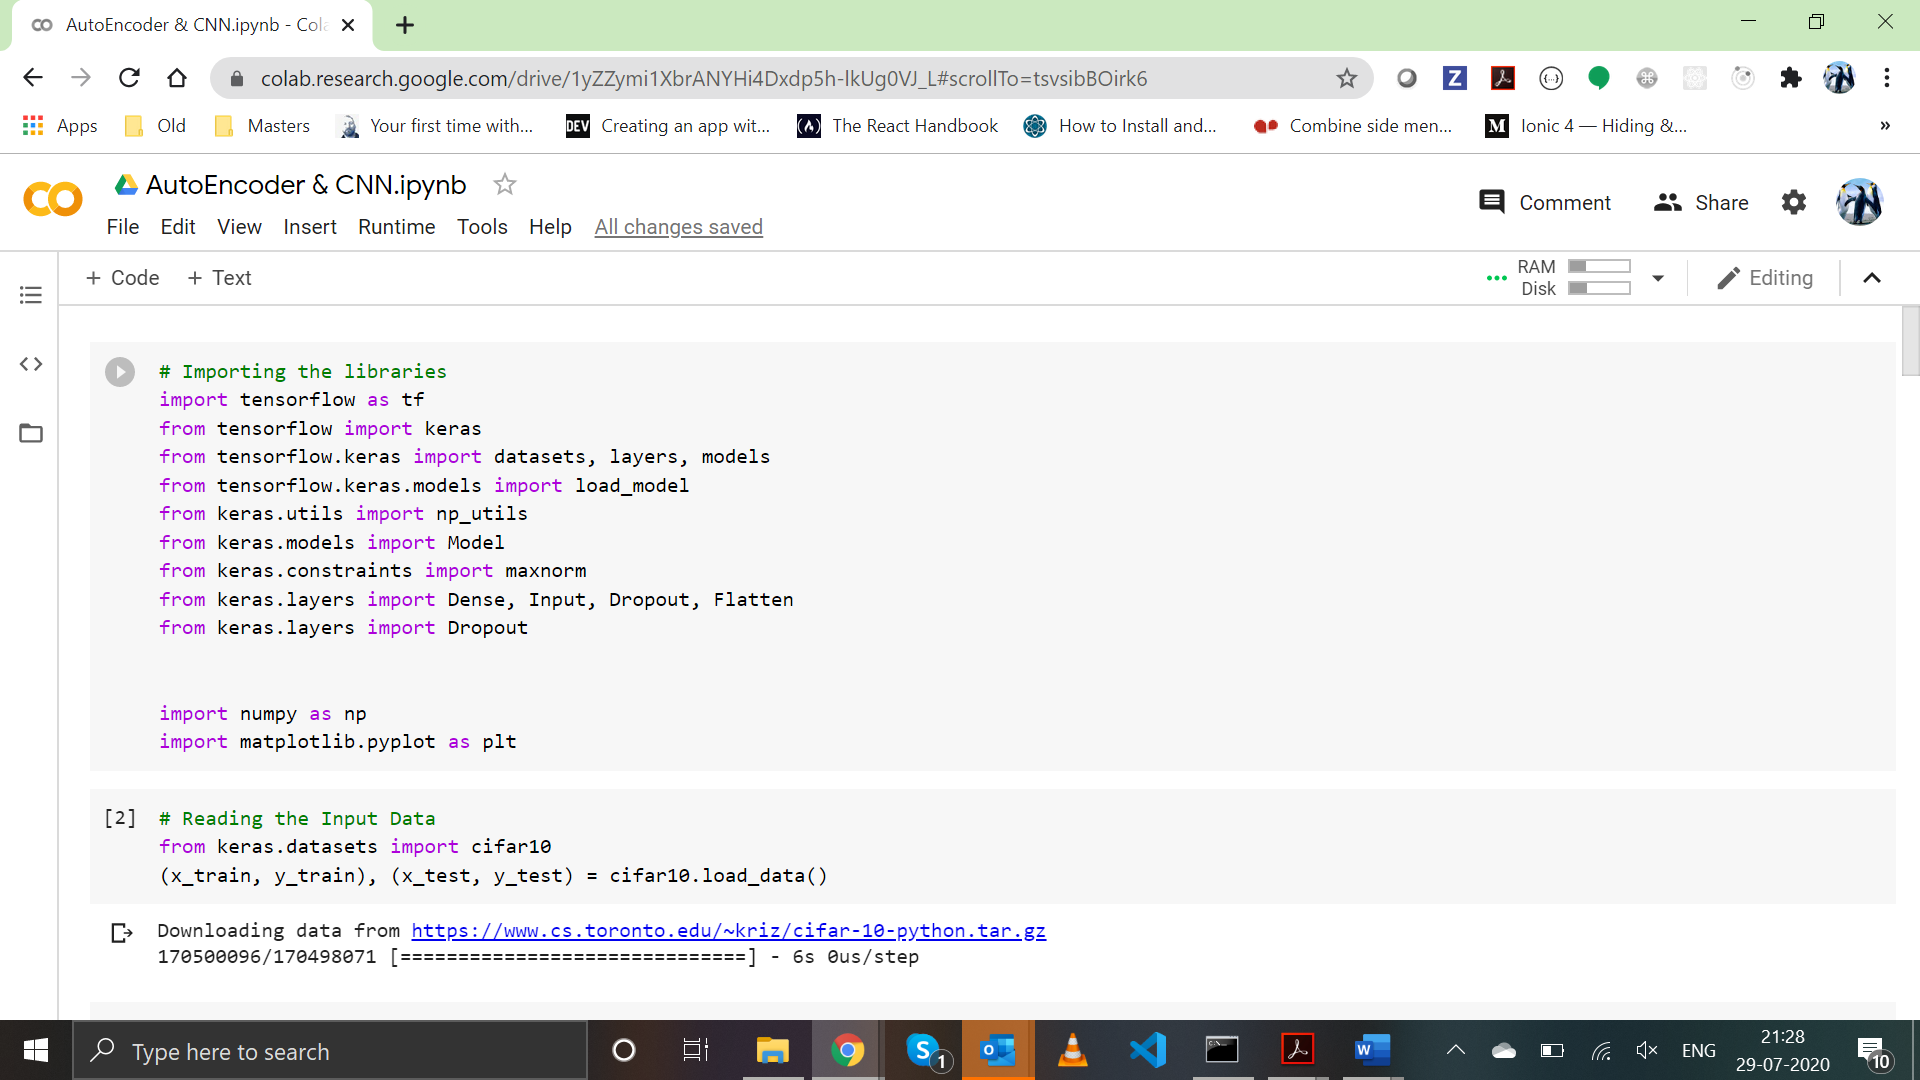 AutoEncoder & CNN.ipynb - Cola
colab.research.google.com/drive/1yZZymi1XbrANYHi4Dxdp5h-lkUg0VJ_L#scrollTo=tsvsibBOirk6
Apps
Old
Masters
Your first time with...
DEV
Creating an app wit...
The React Handbook
How to Install and...
Combine side men...
Ionic 4 — Hiding &...
»
AutoEncoder & CNN.ipynb
Comment
Share
File Edit View Insert Runtime Tools Help All changes saved
+ Code + Text
RAM
Disk
Editing
# Importing the libraries
import tensorflow as tf
from tensorflow import keras
from tensorflow.keras import datasets, layers, models
from tensorflow.keras.models import load_model
from keras.utils import np_utils
from keras.models import Model
from keras.constraints import maxnorm
from keras.layers import Dense, Input, Dropout, Flatten
from keras.layers import Dropout
import numpy as np
import matplotlib.pyplot as plt
[2] # Reading the Input Data
from keras.datasets import cifar10
(x_train, y_train), (x_test, y_test) = cifar10.load_data()
Downloading data from https://www.cs.toronto.edu/~kriz/cifar-10-python.tar.gz
170500096/170498071 [==============================] - 6s 0us/step
Type here to search
1
ENG
21:28
29-07-2020
10